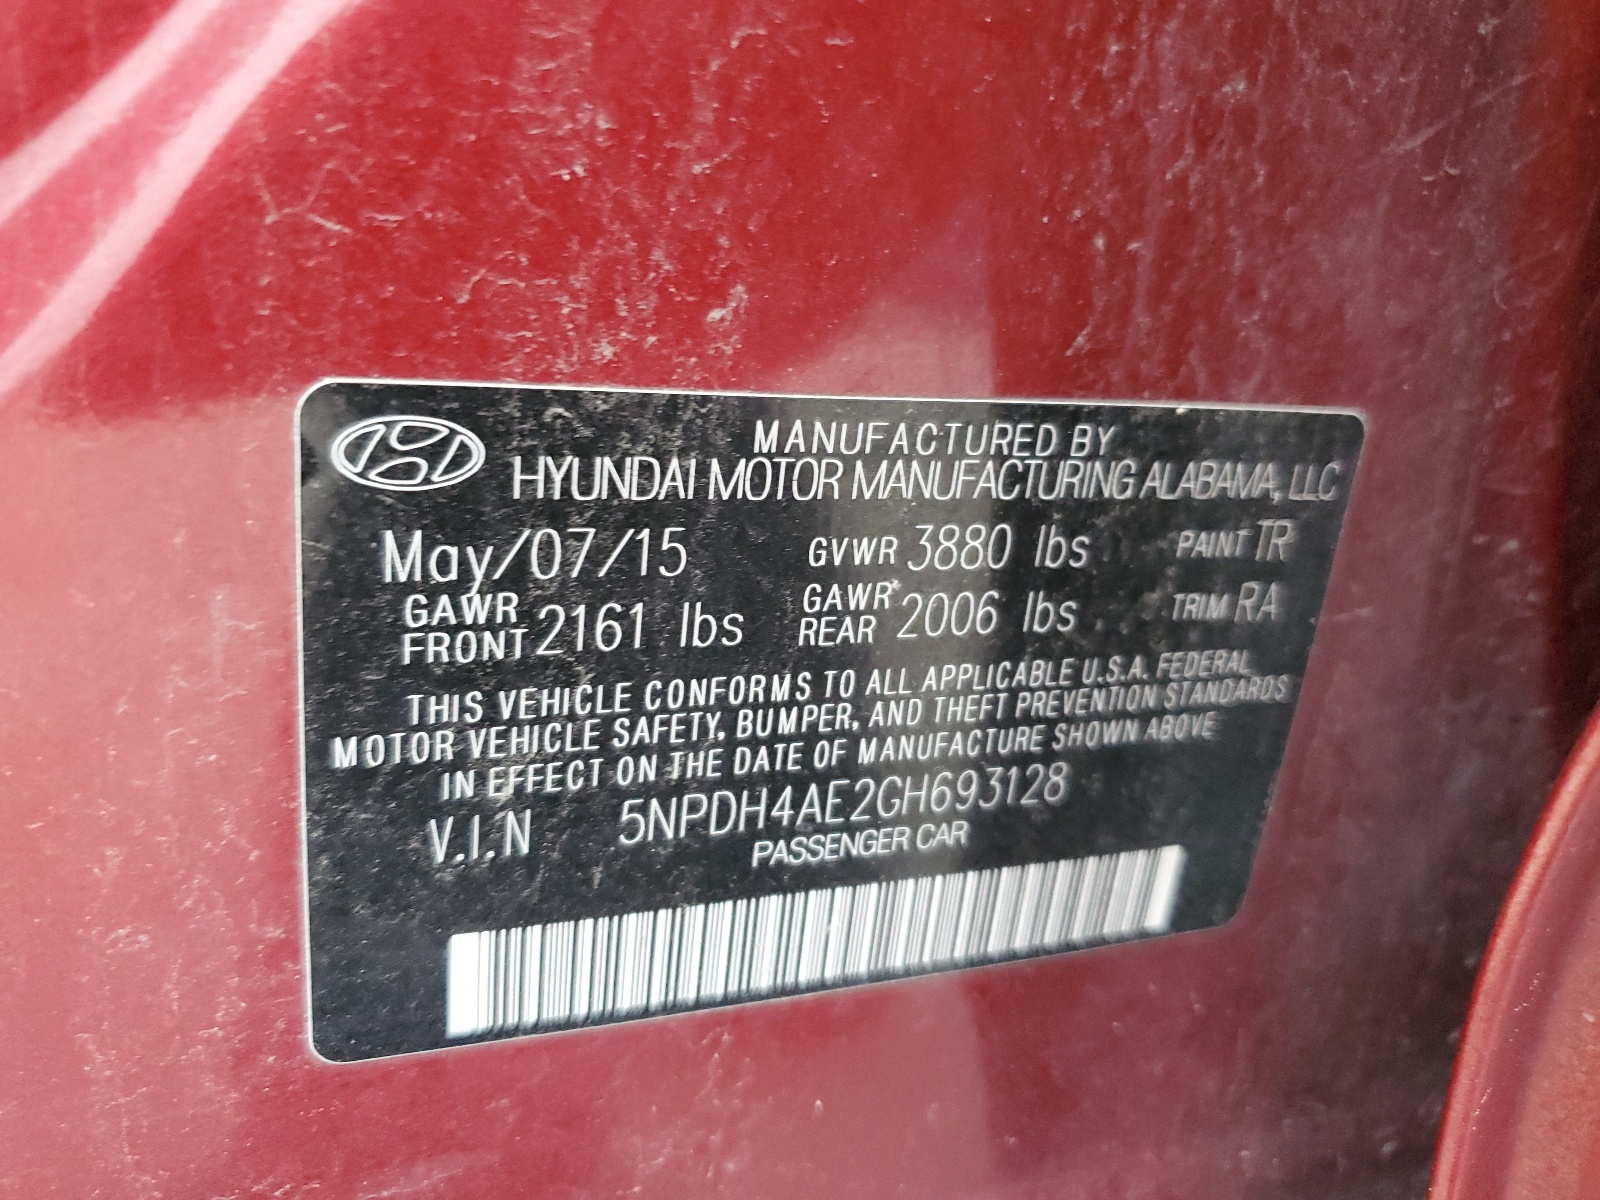 MANUFACTURED BY
HYUNDAI MOTOR MANUFACTURING ALABAMA, LLC
May/07/15 GVWR 3880 lbs PAINT TR
GAWR FRONT 2161 lbs GAWR REAR 2006 lbs TRIM RA
THIS VEHICLE CONFORMS TO ALL APPLICABLE U.S.A. FEDERAL
MOTOR VEHICLE SAFETY, BUMPER, AND THEFT PREVENTION STANDARDS
IN EFFECT ON THE DATE OF MANUFACTURE SHOWN ABOVE
V.I.N 5NPDH4AE2GH693128
PASSENGER CAR